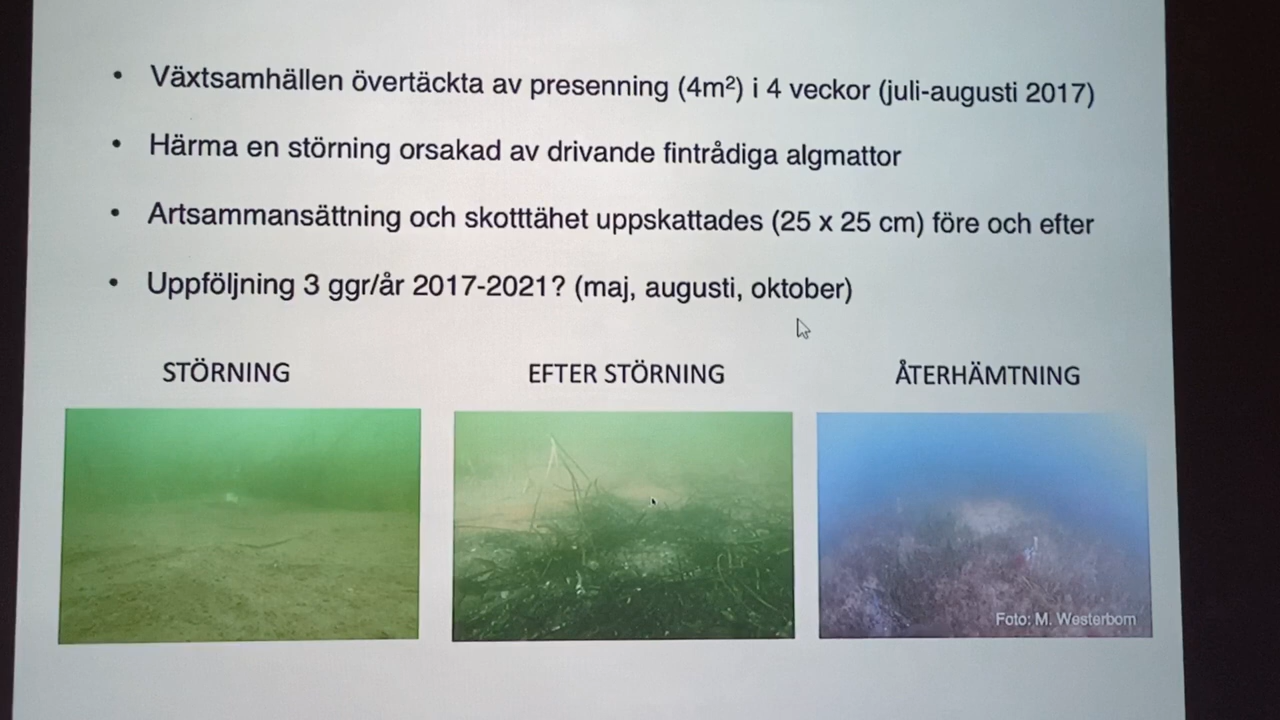 • Växtsamhällen övertäckta av presenning (4m²) i 4 veckor (juli-augusti 2017)
• Härma en störning orsakad av drivande fintrådiga algmattor
• Artsammansättning och skotttähet uppskattades (25 x 25 cm) före och efter
• Uppföljning 3 ggr/år 2017-2021? (maj, augusti, oktober)
STÖRNING
EFTER STÖRNING
ÅTERHÄMTNING
Foto: M. Westerbom